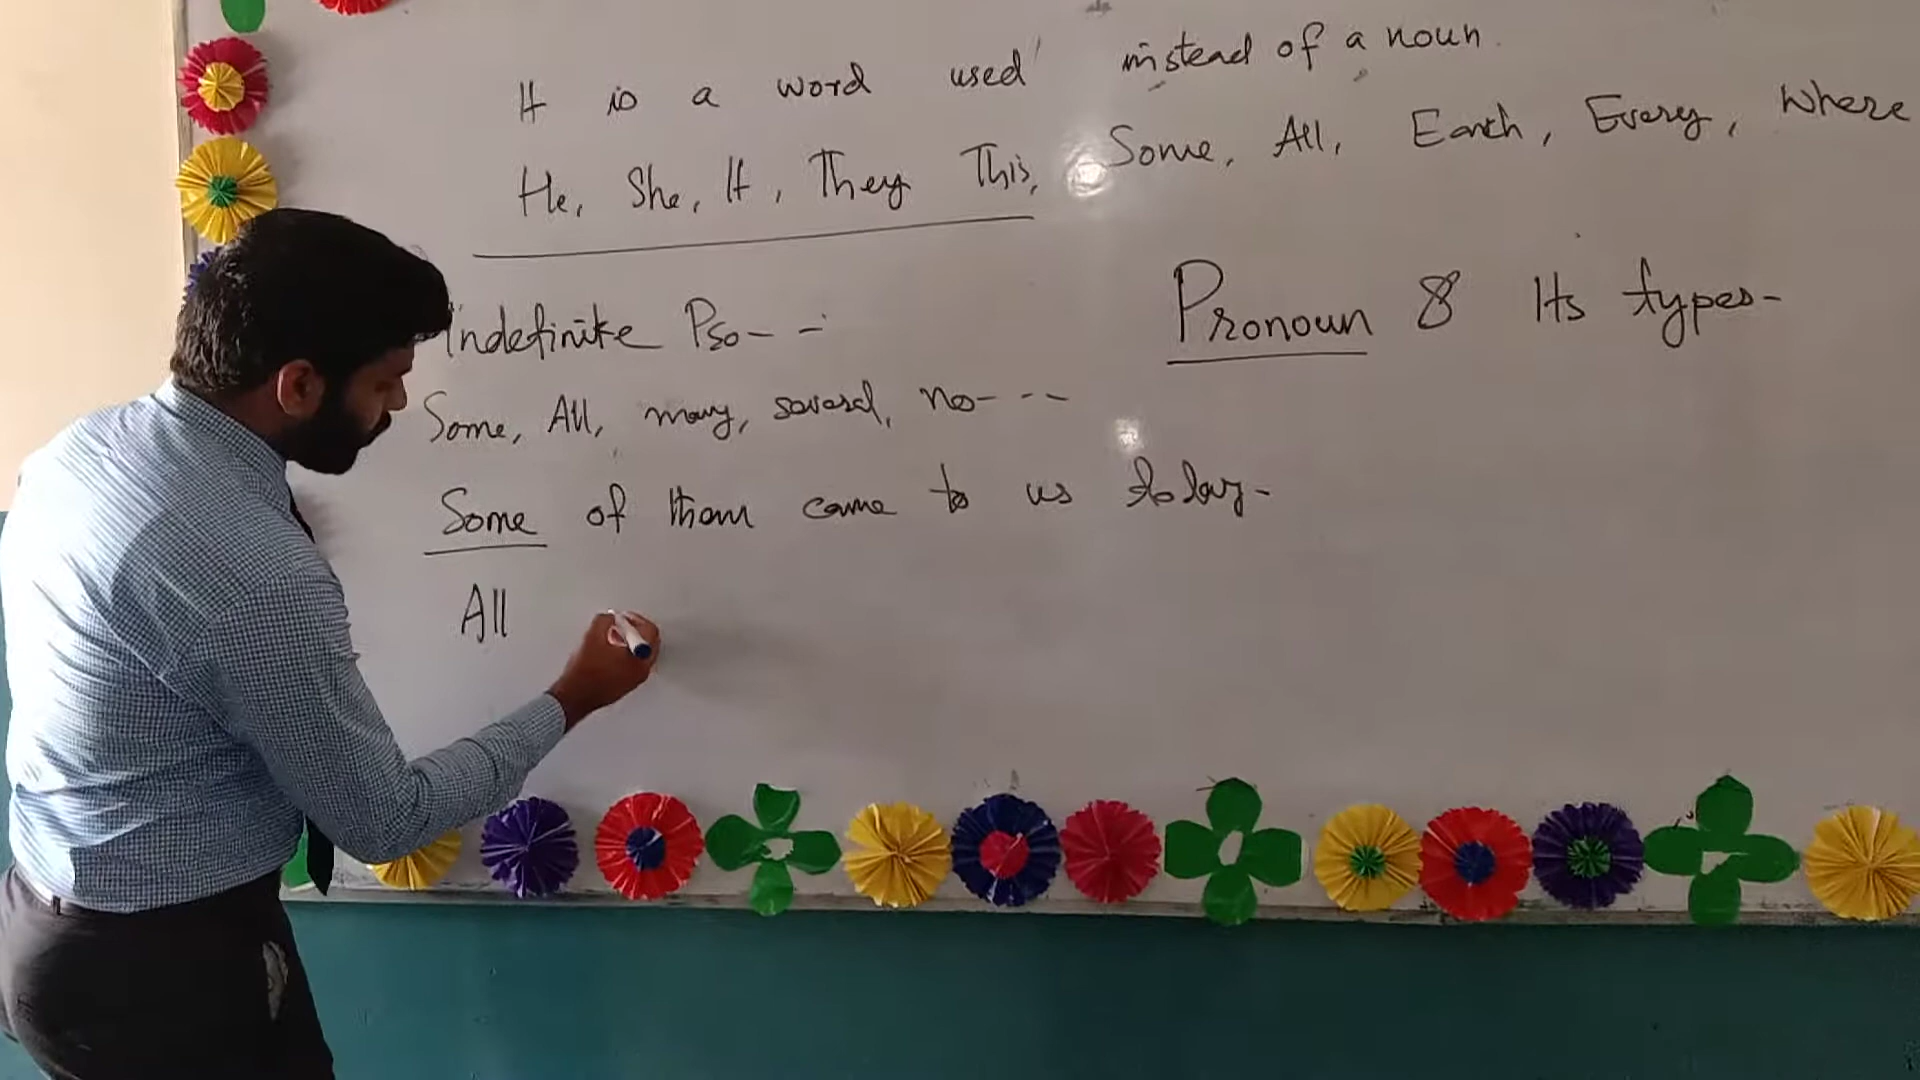 It is a word used instead of a noun.
He, She, It, They This, Some, All, Each, Every, Where
Pronoun & Its types-
Indefinite Pro- -
Some, All, many, several, no- - -
Some of them came to us today-
All